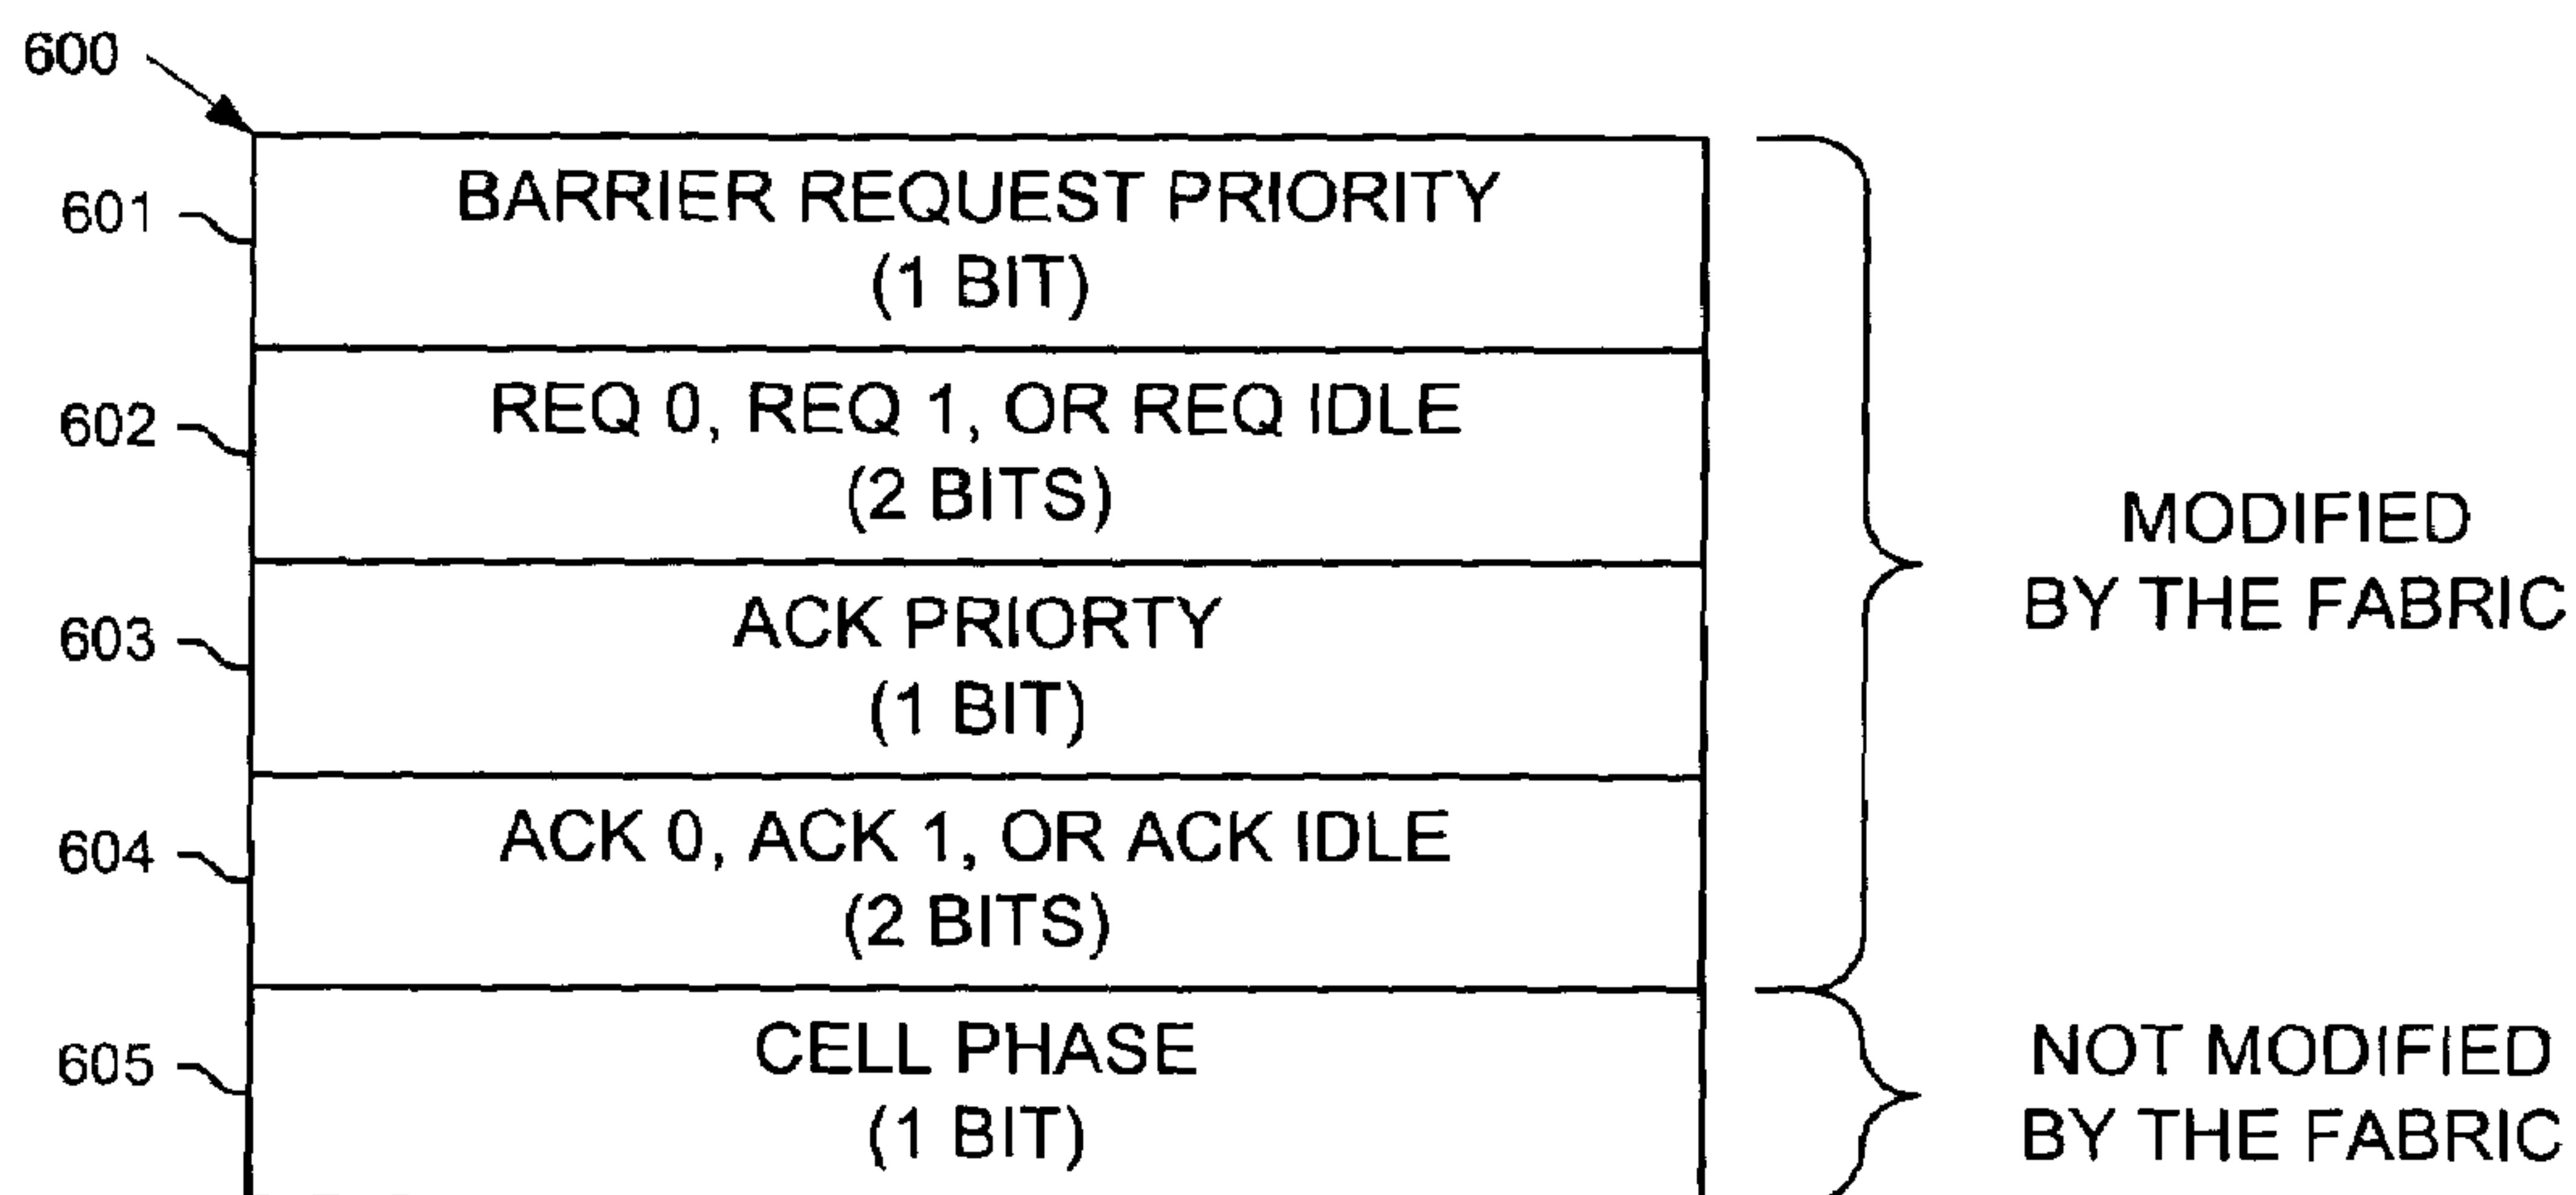 600
601
BARRIER REQUEST PRIORITY
(1 BIT)
602
REQ 0, REQ 1, OR REQ IDLE
(2 BITS)
603
ACK PRIORTY
(1 BIT)
604
ACK 0, ACK 1, OR ACK IDLE
(2 BITS)
605
CELL PHASE
(1 BIT)
MODIFIED
BY THE FABRIC
NOT MODIFIED
BY THE FABRIC